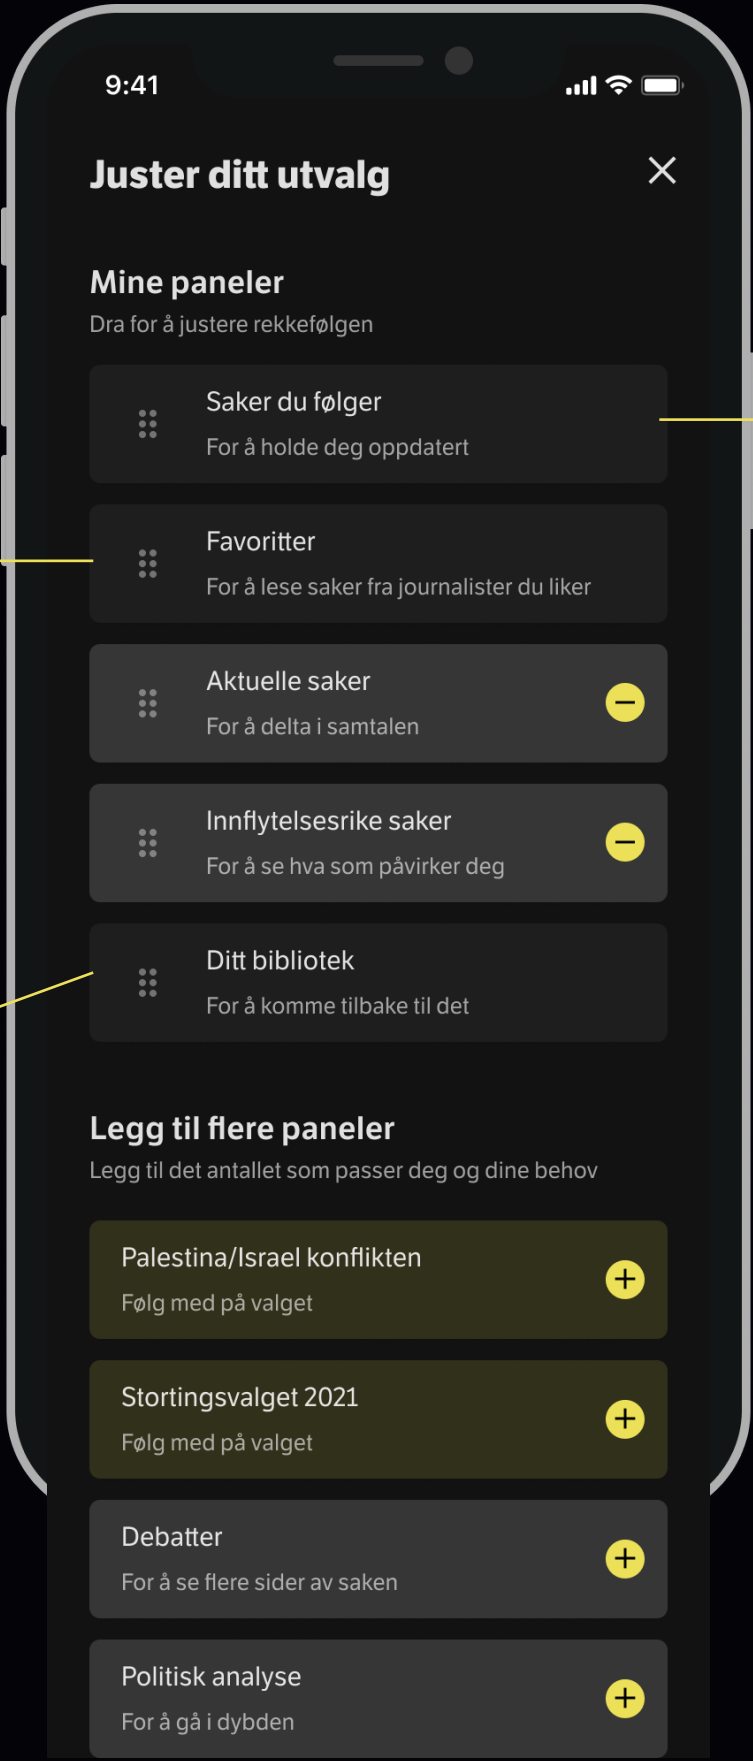 9:41
Juster ditt utvalg
Mine paneler
Dra for å justere rekkefølgen
Saker du følger
For å holde deg oppdatert
Favoritter
For å lese saker fra journalister du liker
Aktuelle saker
For å delta i samtalen
Innflytelsesrike saker
For å se hva som påvirker deg
Ditt bibliotek
For å komme tilbake til det
Legg til flere paneler
Legg til det antallet som passer deg og dine behov
Palestina/Israel konflikten
Følg med på valget
Stortingsvalget 2021
Følg med på valget
Debatter
For å se flere sider av saken
Politisk analyse
For å gå i dybden